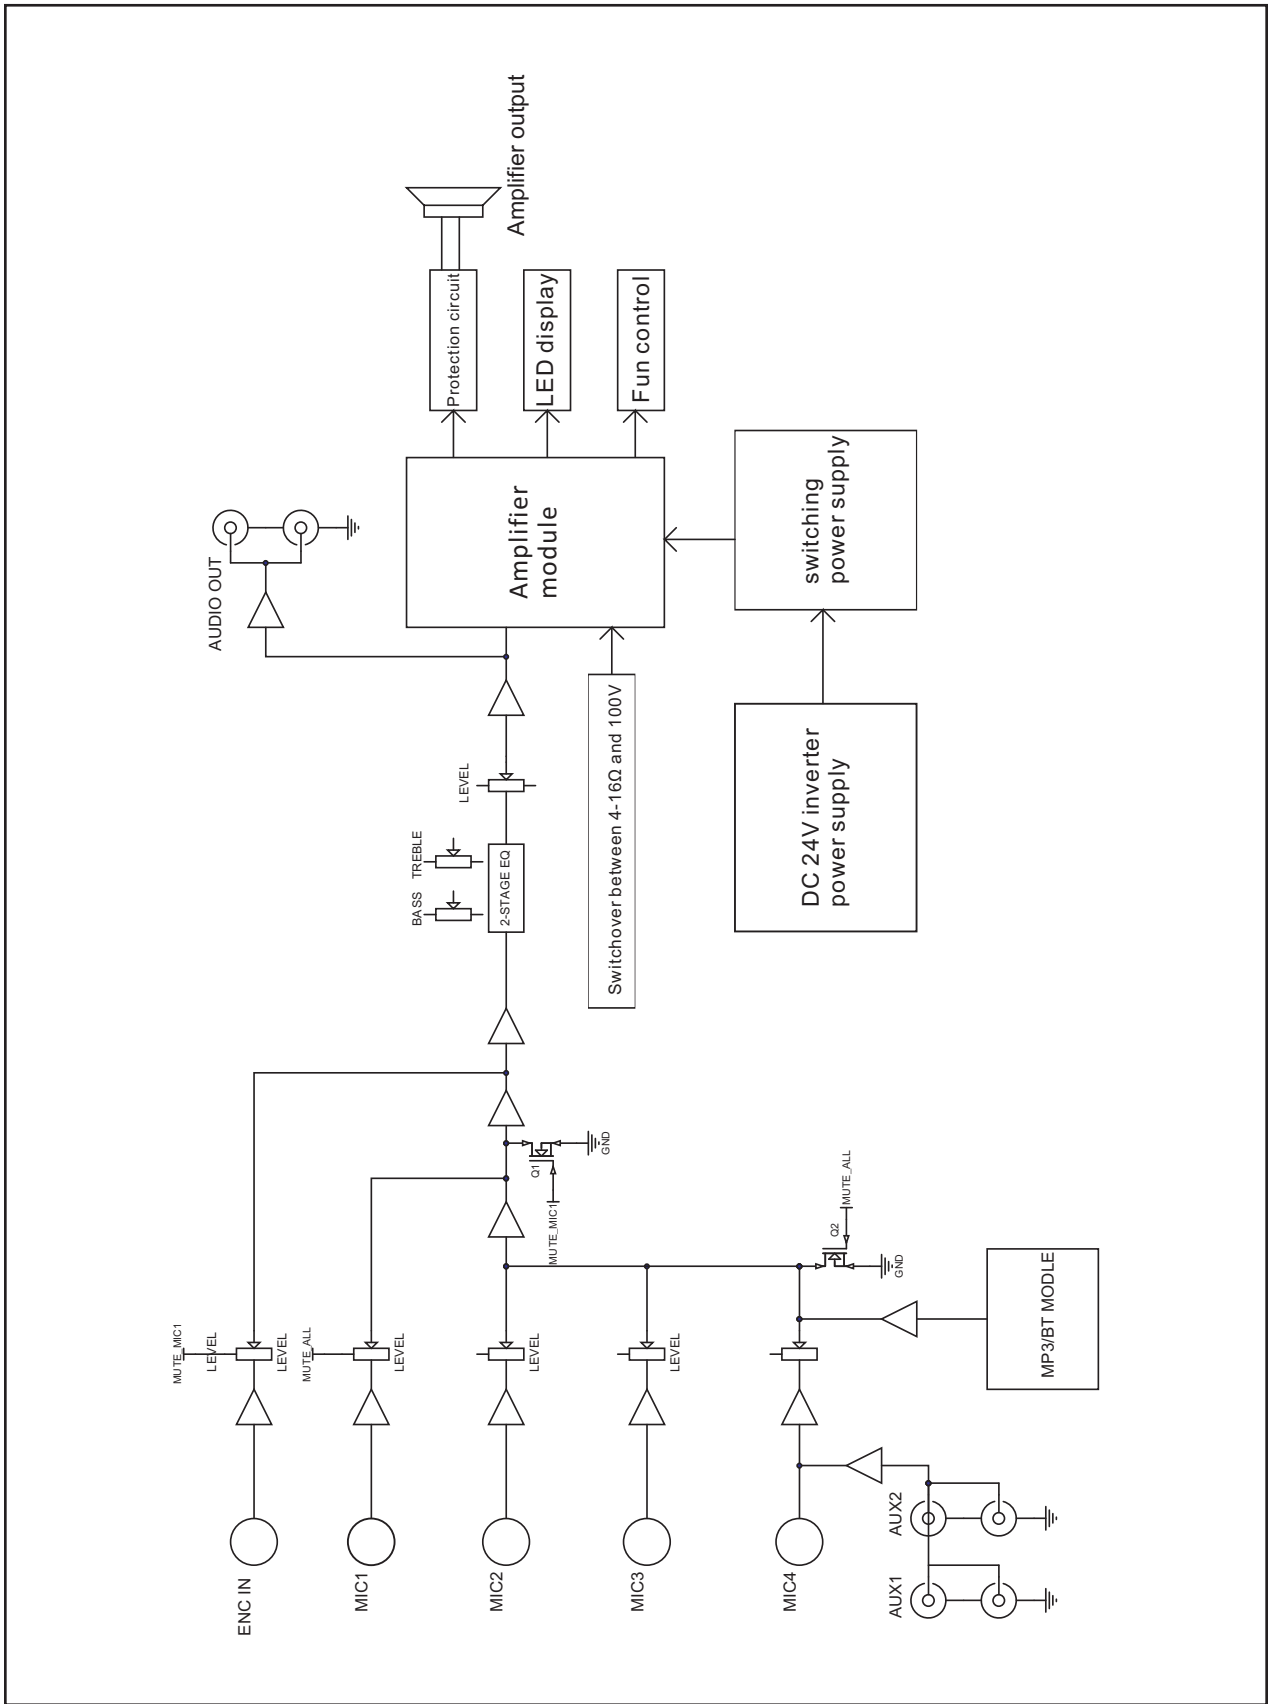 ENC IN
MIC1
MIC2
MIC3
MIC4
AUX1
AUX2
MUTE_MIC1
LEVEL
LEVEL
MUTE_ALL
LEVEL
LEVEL
LEVEL
MP3/BT MODLE
Q2
MUTE_ALL
GND
Q1
MUTE_MIC1
GND
BASS
TREBLE
2-STAGE EQ
LEVEL
AUDIO OUT
Switchover between 4-16Ω and 100V
DC 24V inverter
power supply
switching
power supply
Amplifier
module
Protection circuit
LED display
Fun control
Amplifier output